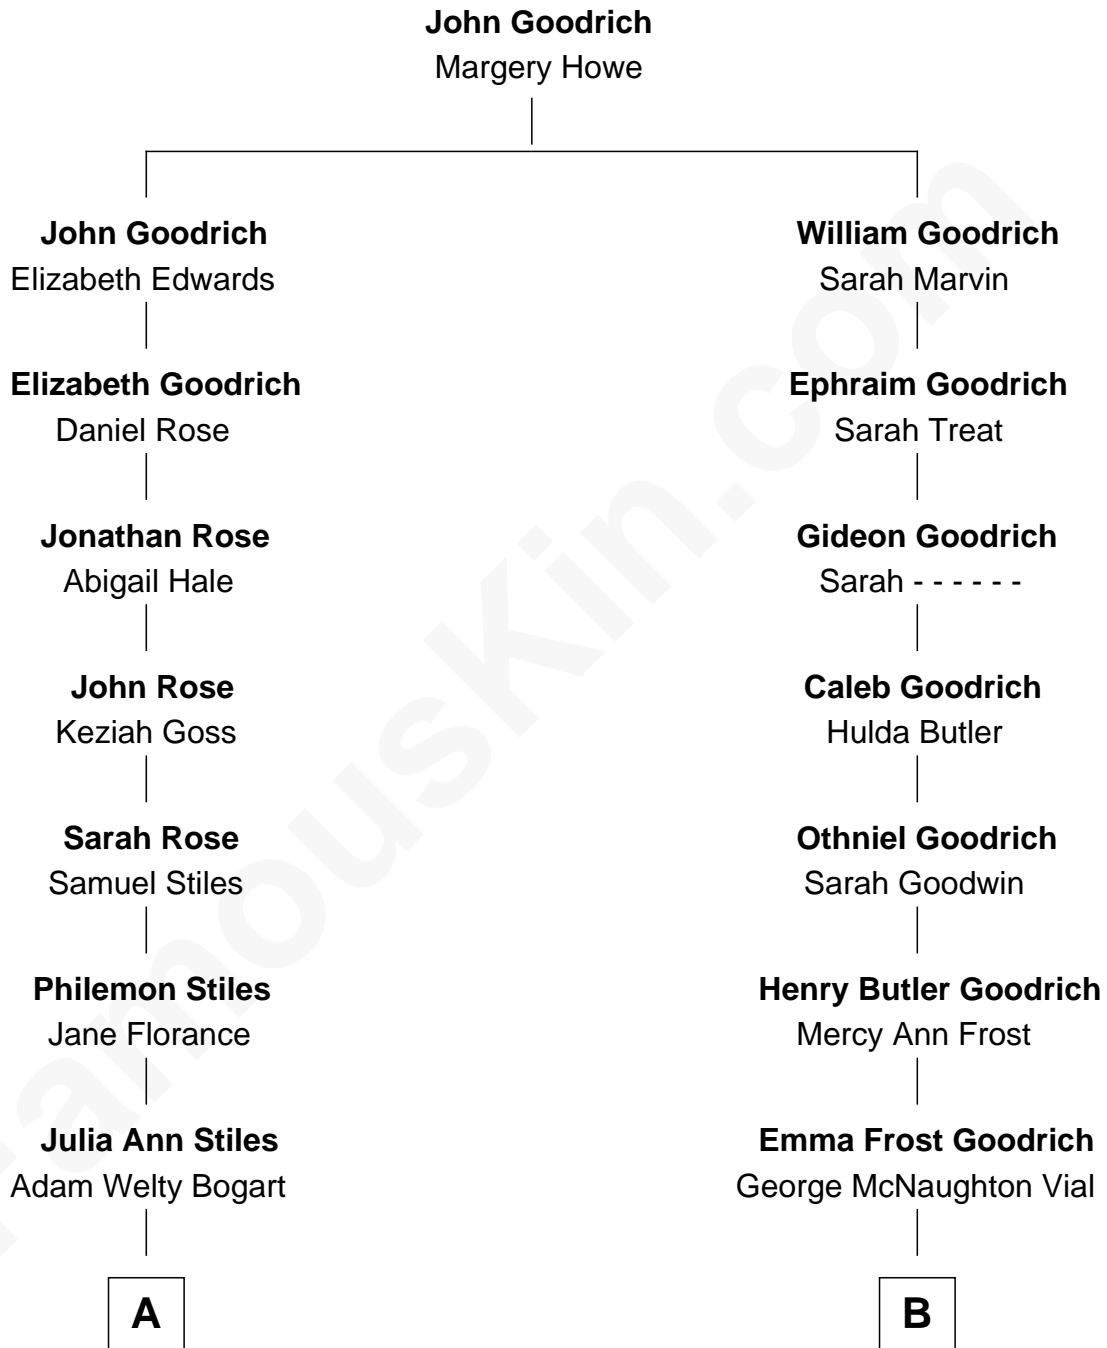 John Goodrich
Margery Howe
John Goodrich
Elizabeth Edwards
William Goodrich
Sarah Marvin
Elizabeth Goodrich
Daniel Rose
Ephraim Goodrich
Sarah Treat
Jonathan Rose
Abigail Hale
Gideon Goodrich
Sarah - - - - - -
John Rose
Keziah Goss
Caleb Goodrich
Hulda Butler
Sarah Rose
Samuel Stiles
Othniel Goodrich
Sarah Goodwin
Philemon Stiles
Jane Florance
Henry Butler Goodrich
Mercy Ann Frost
Julia Ann Stiles
Adam Welty Bogart
Emma Frost Goodrich
George McNaughton Vial
A
B
FamousKin.com